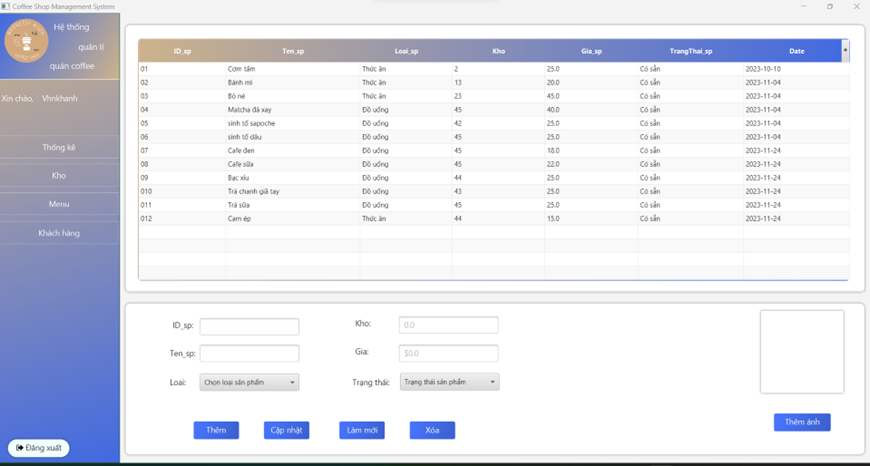 Coffee Shop Management System
Hệ thống
quản lí
quán coffee
Xin chào, Vhnkhanh
Thống kê
Kho
Menu
Khách hàng
Đăng xuất
ID_sp Ten_sp Loai_sp Kho Gia_sp TrangThai_sp Date
01 Cơm tấm Thức ăn 2 25.0 Có sẵn 2023-10-10
02 Bánh mì Thức ăn 13 20.0 Có sẵn 2023-11-04
03 Bò né Thức ăn 23 45.0 Có sẵn 2023-11-04
04 Matcha đá xay Đồ uống 45 40.0 Có sẵn 2023-11-04
05 sinh tố sapoche Đồ uống 42 25.0 Có sẵn 2023-11-04
06 sinh tố dâu Đồ uống 45 25.0 Có sẵn 2023-11-04
07 Cafe đen Đồ uống 45 18.0 Có sẵn 2023-11-24
08 Cafe sữa Đồ uống 45 22.0 Có sẵn 2023-11-24
09 Bạc xỉu Đồ uống 44 25.0 Có sẵn 2023-11-24
010 Trà chanh giã tay Đồ uống 43 25.0 Có sẵn 2023-11-24
011 Trà sữa Đồ uống 45 25.0 Có sẵn 2023-11-24
012 Cam ép Thức ăn 44 15.0 Có sẵn 2023-11-24
ID_sp: Kho: 0.0
Ten_sp: Gia: $0.0
Loai: Chọn loại sản phẩm Trạng thái: Trạng thái sản phẩm
Thêm Cập nhật Làm mới Xóa
Thêm ảnh